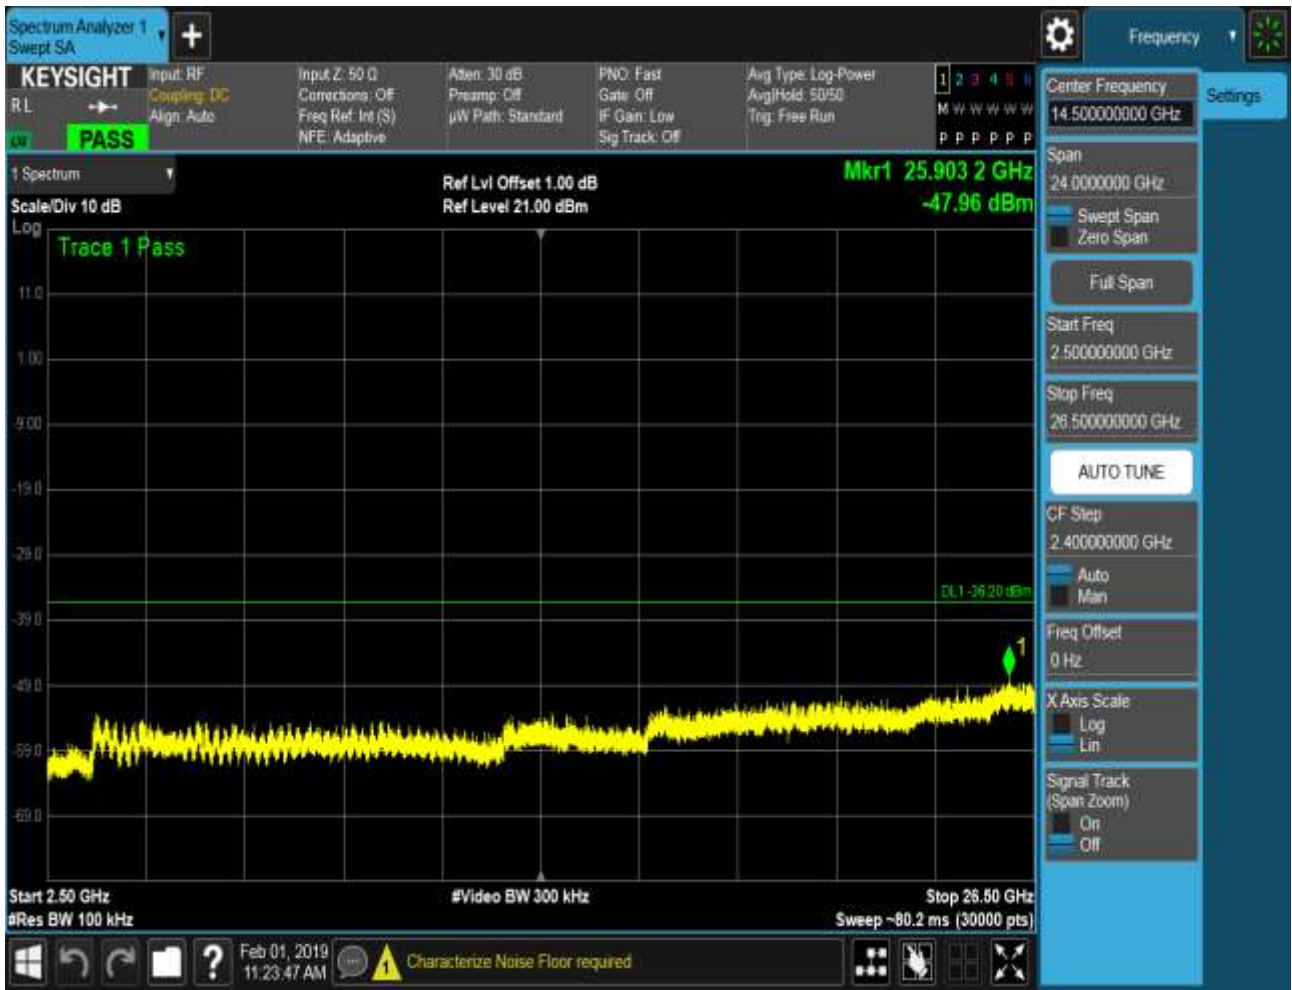 Spectrum Analyzer 1
Swept SA
+
Frequency
KEYSIGHT
R L
PASS
Input: RF
Coupling: DC
Align: Auto
Input Z: 50 Ω
Corrections: Off
Freq Ref: Int (S)
NFE: Adaptive
Atten: 30 dB
Preamp: Off
µW Path: Standard
PNO: Fast
Gate: Off
IF Gain: Low
Sig Track: Off
Avg Type: Log-Power
Avg|Hold: 50/50
Trig: Free Run
1 2 3 4 5 6
M W W W W W
P P P P P P
1 Spectrum
Scale/Div 10 dB
Log
Ref Lvl Offset 1.00 dB
Ref Level 21.00 dBm
Mkr1 25.903 2 GHz
-47.96 dBm
Trace 1 Pass
11.0
1.00
-9.00
-19.0
-29.0
DL1 -36.20 dBm
-39.0
1
-49.0
-59.0
-69.0
Start 2.50 GHz
#Res BW 100 kHz
#Video BW 300 kHz
Stop 26.50 GHz
Sweep ~80.2 ms (30000 pts)
Center Frequency
14.500000000 GHz
Settings
Span
24.0000000 GHz
Swept Span
Zero Span
Full Span
Start Freq
2.500000000 GHz
Stop Freq
26.500000000 GHz
AUTO TUNE
CF Step
2.400000000 GHz
Auto
Man
Freq Offset
0 Hz
X Axis Scale
Log
Lin
Signal Track
(Span Zoom)
On
Off
?
Feb 01, 2019
11:23:47 AM
1
Characterize Noise Floor required